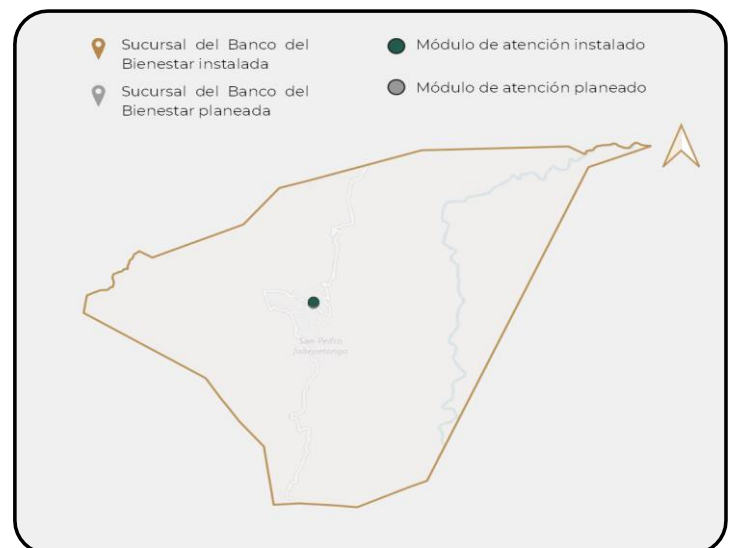 Sucursal del Banco del
Bienestar instalada
Sucursal del Banco del
Bienestar planeada
Módulo de atención instalado
Módulo de atención planeado
San Pedro
Jaltepetongo